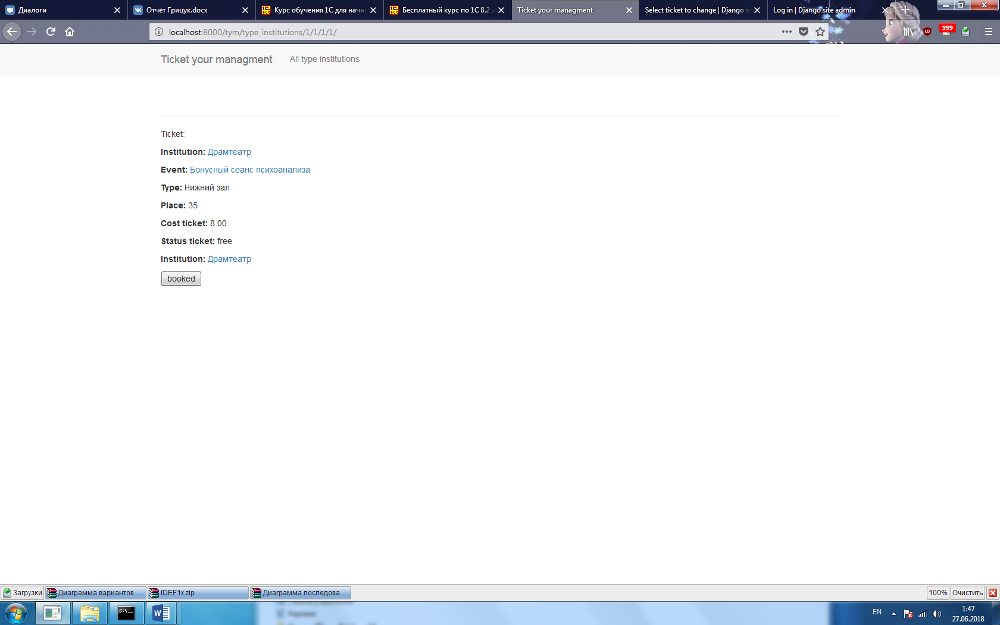 Диалоги
Отчёт Грицук.docx
Курс обучения 1С для начин
Бесплатный курс по 1С 8.2 д
Ticket your managment
Select ticket to change | Django s
Log in | Django site admin
localhost:8000/tym/type_institutions/1/1/1/1/
999
Ticket your managment
All type institutions
Ticket:
Institution: Драмтеатр
Event: Бонусный сеанс психоанализа
Type: Нижний зал
Place: 35
Cost ticket: 8.00
Status ticket: free
Institution: Драмтеатр
booked
Загрузки
Диаграмма вариантов ...
IDEF1x.zip
Диаграмма последова...
100%
Очистить
EN
1:47
27.06.2018